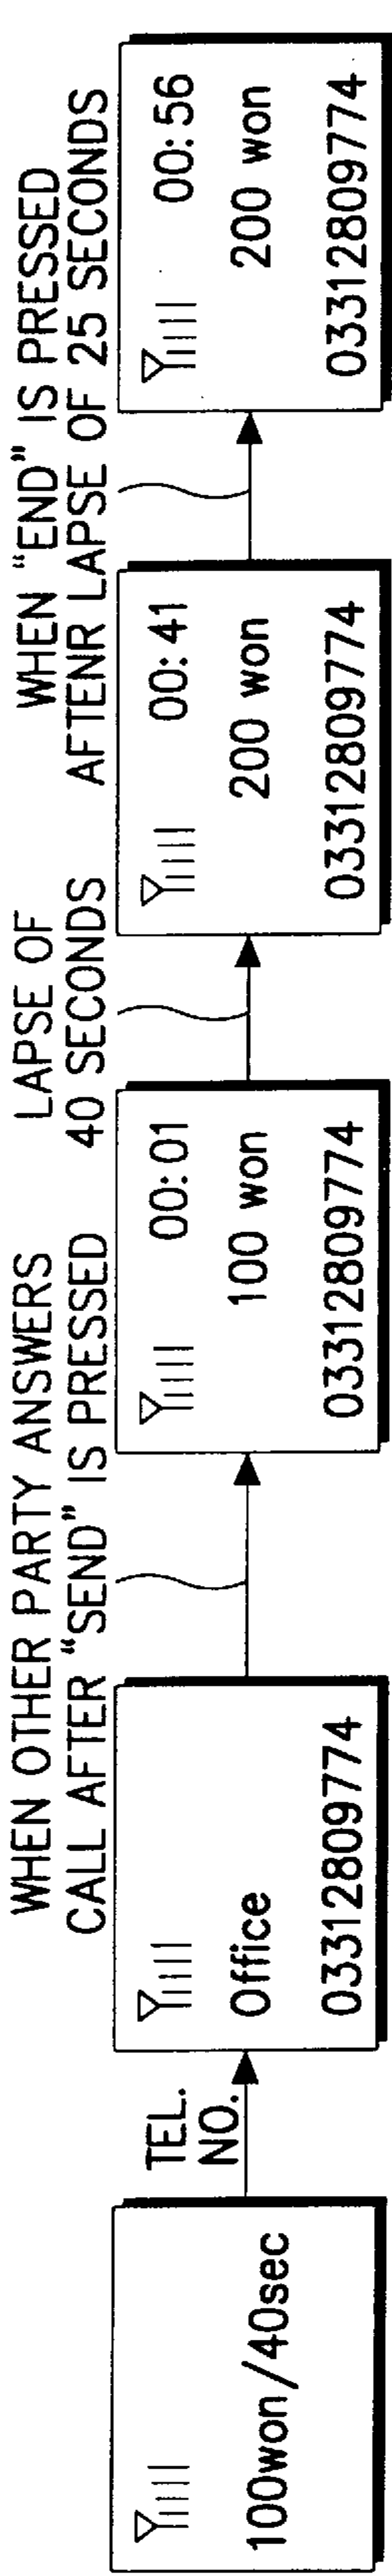 100won/40sec
TEL.
NO.
Office
03312809774
WHEN OTHER PARTY ANSWERS
CALL AFTER "SEND" IS PRESSED
00:01
100 won
03312809774
LAPSE OF
40 SECONDS
00:41
200 won
03312809774
WHEN "END" IS PRESSED
AFTENR LAPSE OF 25 SECONDS
00:56
200 won
03312809774